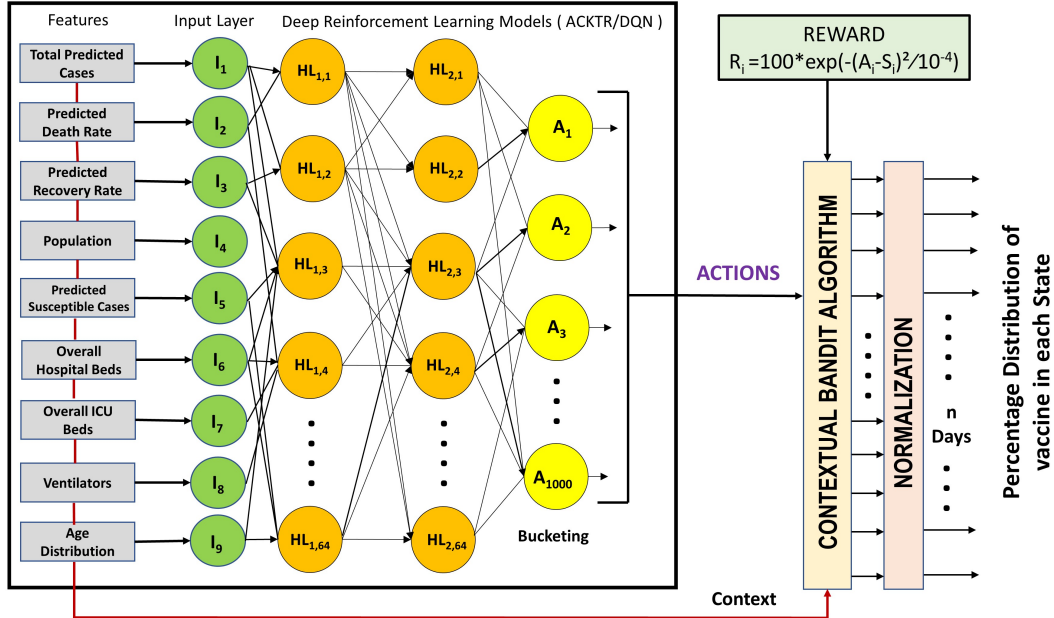 Features
Input Layer
Deep Reinforcement Learning Models ( ACKTR/DQN )
Total Predicted
Cases
Predicted
Death Rate
Predicted
Recovery Rate
Population
Predicted
Susceptible Cases
Overall
Hospital Beds
Overall ICU
Beds
Ventilators
Age
Distribution
I1
I2
I3
I4
I5
I6
I7
I8
I9
HL1,1
HL1,2
HL1,3
HL1,4
HL1,64
HL2,1
HL2,2
HL2,3
HL2,4
HL2,64
A1
A2
A3
A1000
Bucketing
ACTIONS
Context
REWARD
Ri =100*exp(-(Ai-Si)²/10⁻⁴)
CONTEXTUAL BANDIT ALGORITHM
NORMALIZATION
n
Days
Percentage Distribution of
vaccine in each State